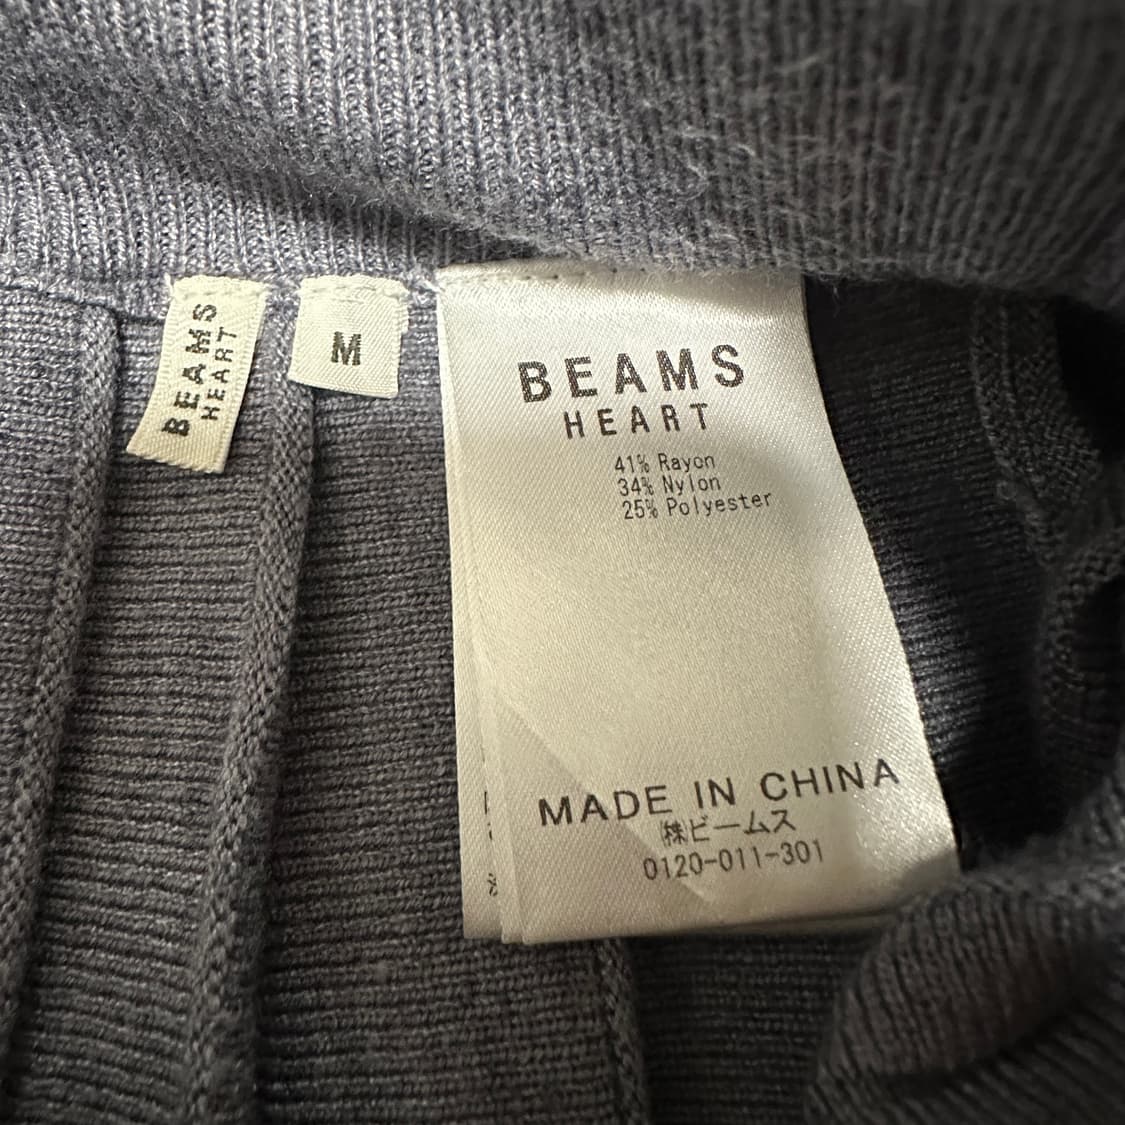 BEAMS
HEART
M
BEAMS
HEART
41% Rayon
34% Nylon
25% Polyester
MADE IN CHINA
㈱ビームス
0120-011-301